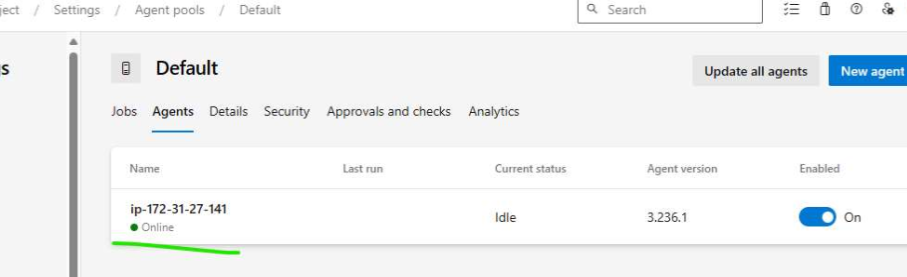 ject / Settings / Agent pools / Default
Search
s
Default
Update all agents
New agent
Jobs Agents Details Security Approvals and checks Analytics
Name Last run Current status Agent version Enabled
ip-172-31-27-141
Online
Idle 3.236.1 On